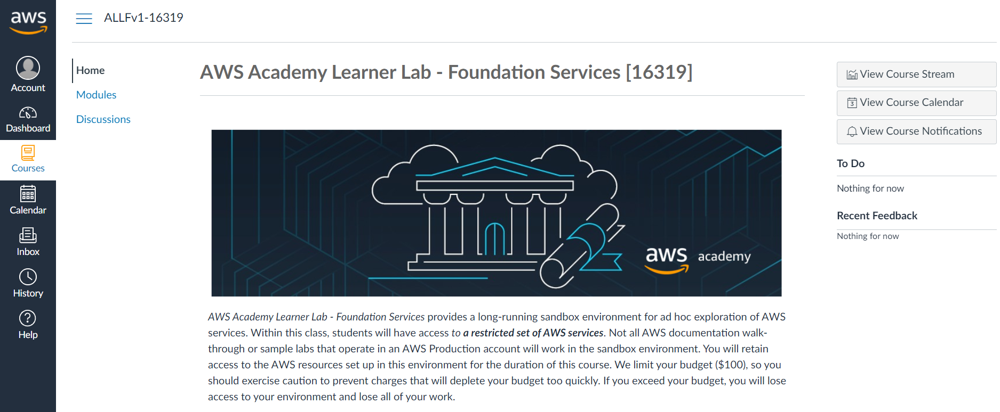 aws
ALLFv1-16319
Account
Dashboard
Courses
Calendar
Inbox
History
Help
Home
Modules
Discussions
AWS Academy Learner Lab - Foundation Services [16319]
aws academy
AWS Academy Learner Lab - Foundation Services provides a long-running sandbox environment for ad hoc exploration of AWS
services. Within this class, students will have access to a restricted set of AWS services. Not all AWS documentation walk-
through or sample labs that operate in an AWS Production account will work in the sandbox environment. You will retain
access to the AWS resources set up in this environment for the duration of this course. We limit your budget ($100), so you
should exercise caution to prevent charges that will deplete your budget too quickly. If you exceed your budget, you will lose
access to your environment and lose all of your work.
View Course Stream
3 View Course Calendar
View Course Notifications
To Do
Nothing for now
Recent Feedback
Nothing for now